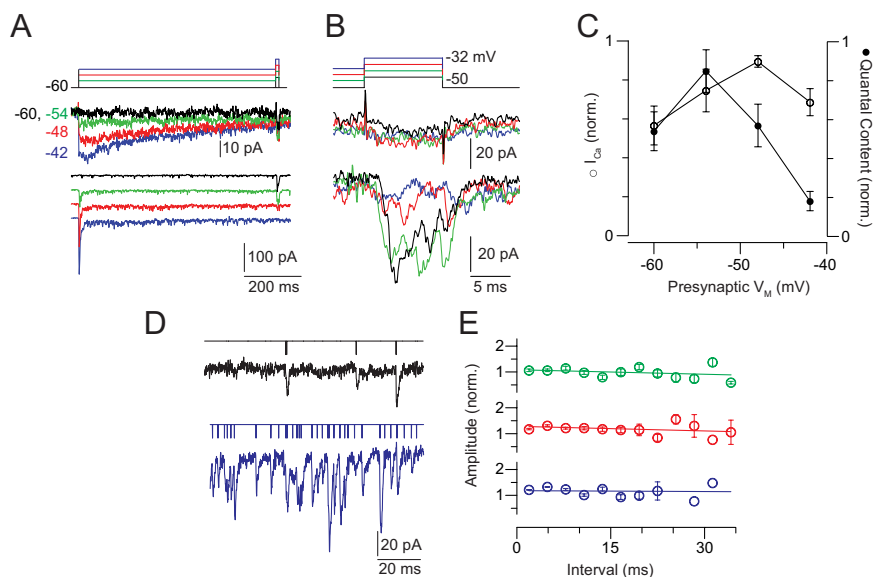 A
-60
-60, -54
-48
-42
10 pA
100 pA
200 ms
B
-32 mV
-50
20 pA
20 pA
5 ms
C
1
0
○ I Ca (norm.)
1
0
● Quantal Content (norm.)
-60
-50
-40
Presynaptic V M (mV)
D
20 pA
20 ms
E
Amplitude (norm.)
2
1
2
1
2
1
0
15
30
Interval (ms)